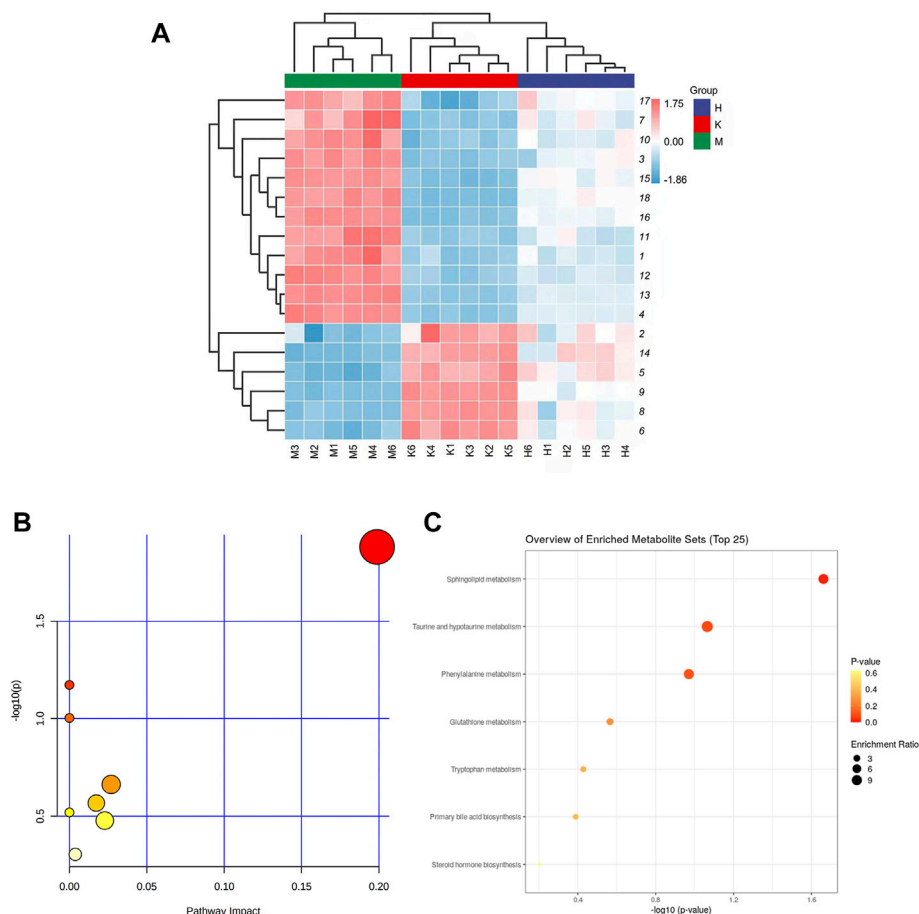 A
Group
H
K
M
1.75
0.00
-1.86
17
7
10
3
15
18
16
11
1
12
13
4
2
14
5
9
8
6
M3 M2 M1 M5 M4 M6 K6 K4 K1 K3 K2 K5 H6 H1 H2 H5 H3 H4
B
-log10(p)
1.5
1.0
0.5
0.00 0.05 0.10 0.15 0.20
Pathway Impact
C
Overview of Enriched Metabolite Sets (Top 25)
Sphingolipid metabolism
Taurine and hypotaurine metabolism
Phenylalanine metabolism
Glutathione metabolism
Tryptophan metabolism
Primary bile acid biosynthesis
Steroid hormone biosynthesis
0.4 0.8 1.2 1.6
-log10 (p-value)
P-value
0.6
0.4
0.2
0.0
Enrichment Ratio
3
6
9